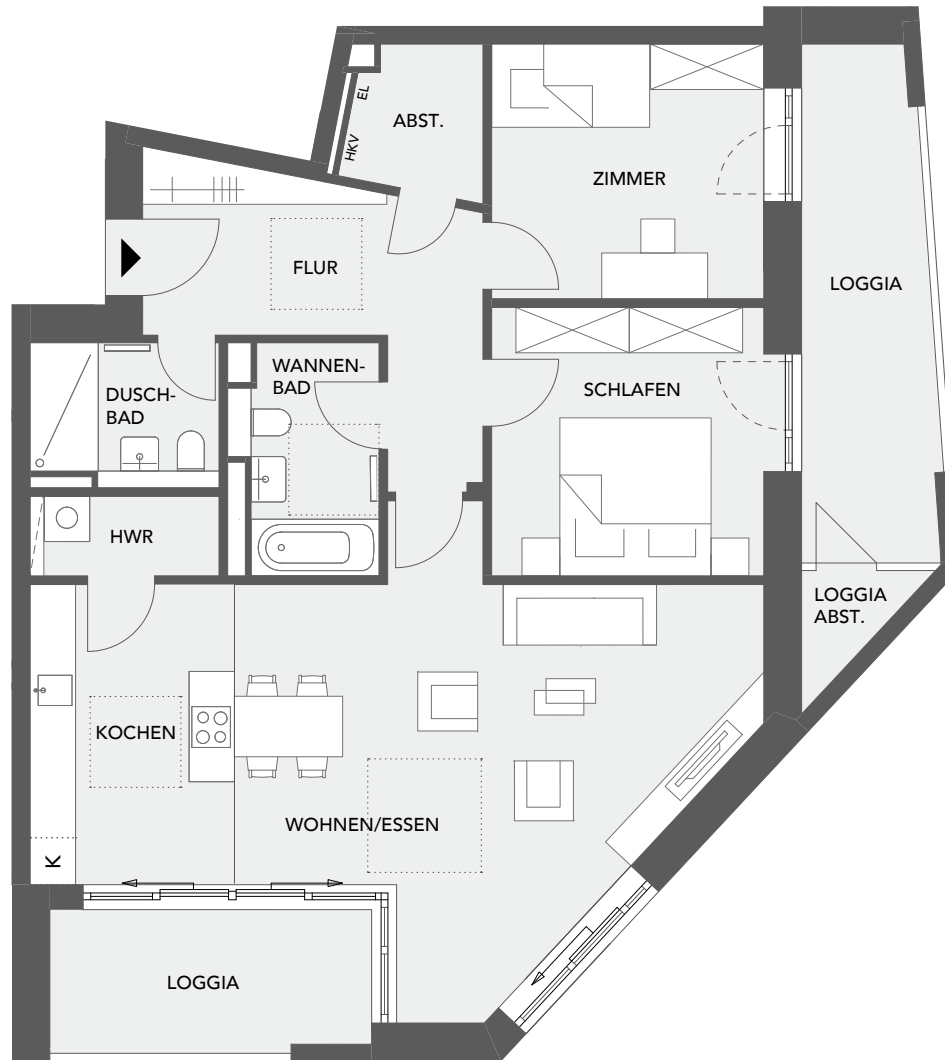 EL
HKV
ABST.
ZIMMER
FLUR
LOGGIA
WANNEN-
BAD
SCHLAFEN
DUSCH-
BAD
HWR
LOGGIA
ABST.
KOCHEN
WOHNEN/ESSEN
K
LOGGIA